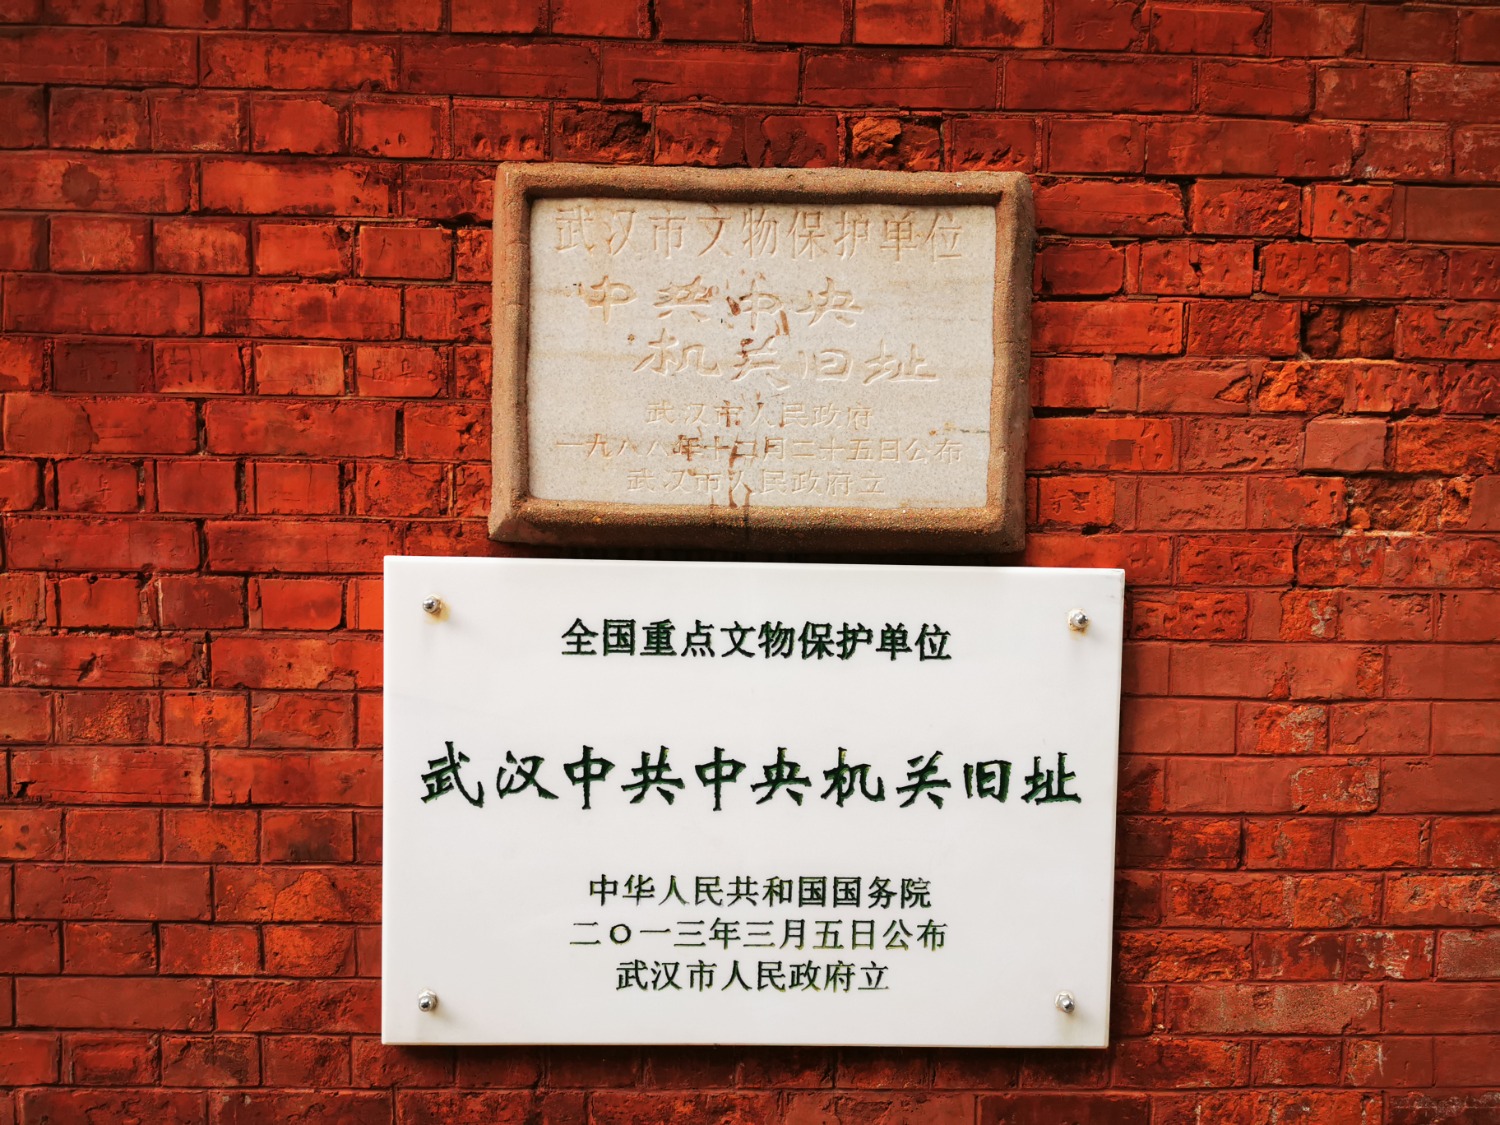 武汉市文物保护单位
中共中央
机关旧址
武汉市人民政府
一九八八年十二月二十五日公布
武汉市人民政府立
全国重点文物保护单位
武汉中共中央机关旧址
中华人民共和国国务院
二〇一三年三月五日公布
武汉市人民政府立